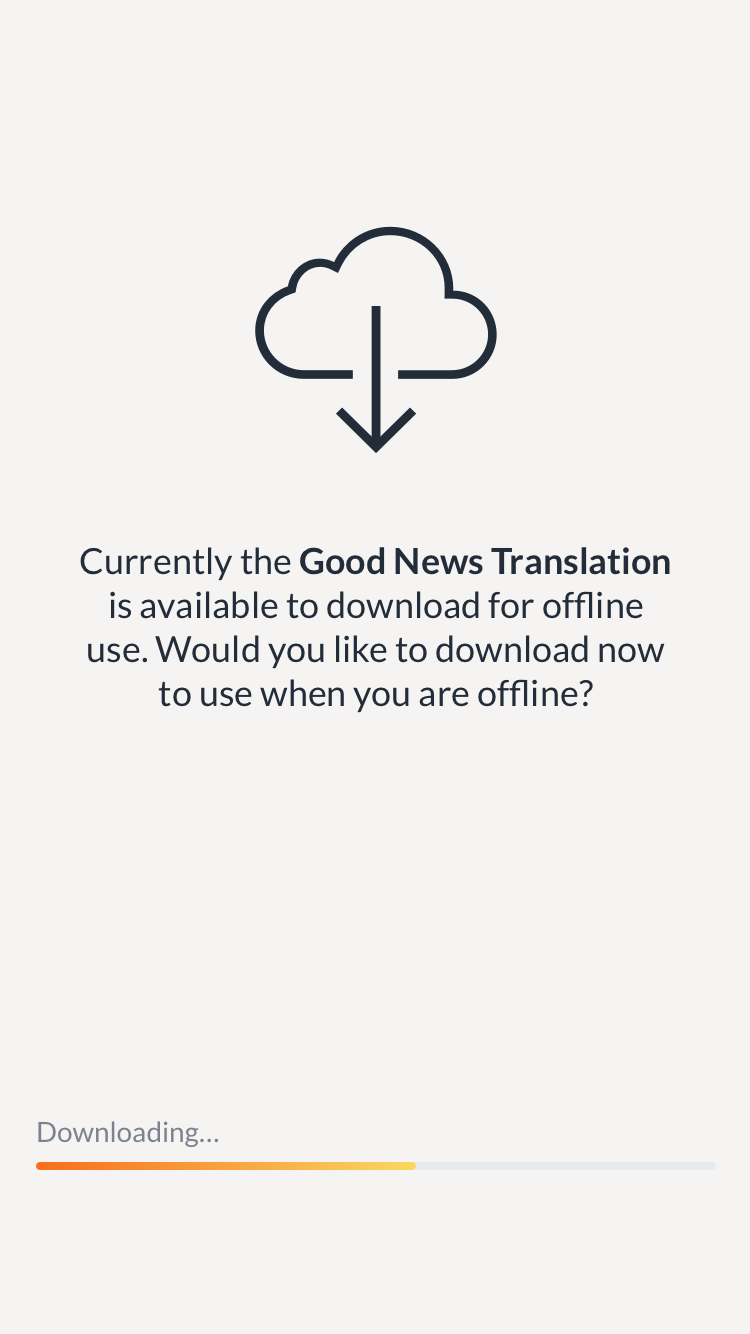 Currently the Good News Translation
is available to download for offline
use. Would you like to download now
to use when you are offline?
Downloading...